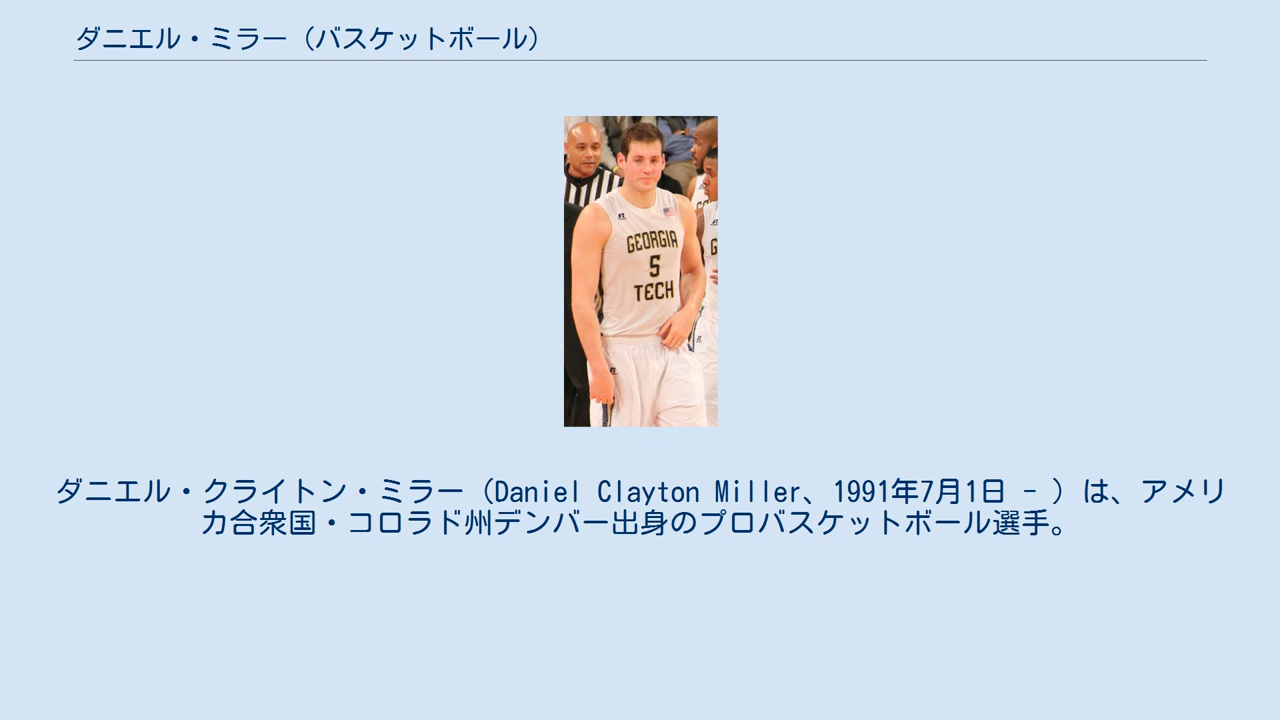 ダニエル・ミラー（バスケットボール）
GEORGIA
5
TECH
ダニエル・クライトン・ミラー（Daniel Clayton Miller、1991年7月1日 - ）は、アメリ
カ合衆国・コロラド州デンバー出身のプロバスケットボール選手。